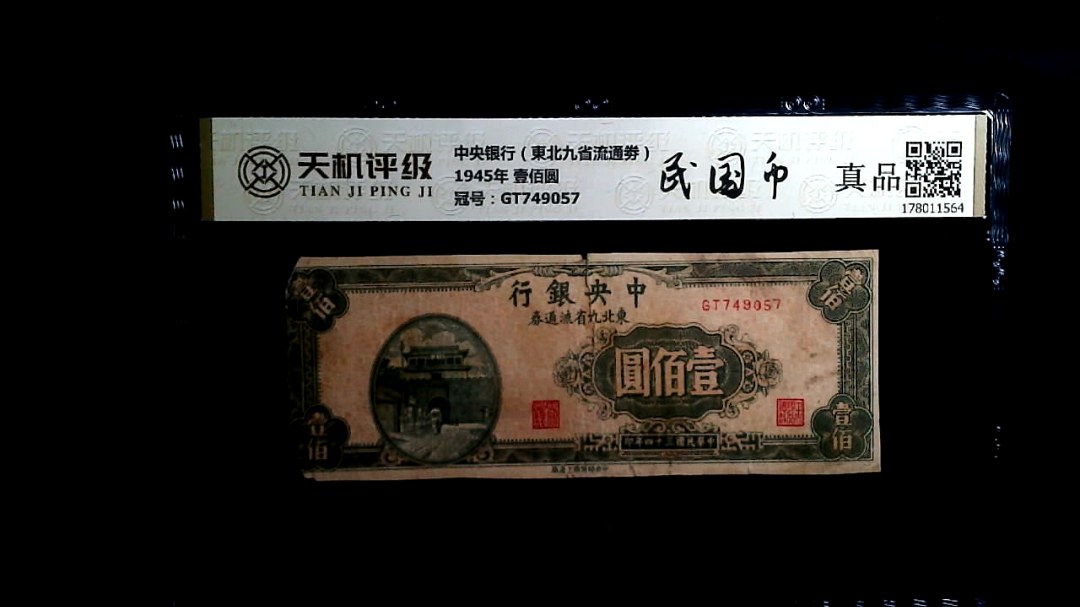 天机评级
TIAN JI PING JI
中央银行（東北九省流通劵）
1945年 壹佰圆
冠号：GT749057
民国币
真品
178011564
行銀央中
券通流省九北東
GT749057
圓佰壹
印年四十三國民華中
壹佰
壹佰
壹佰
壹佰